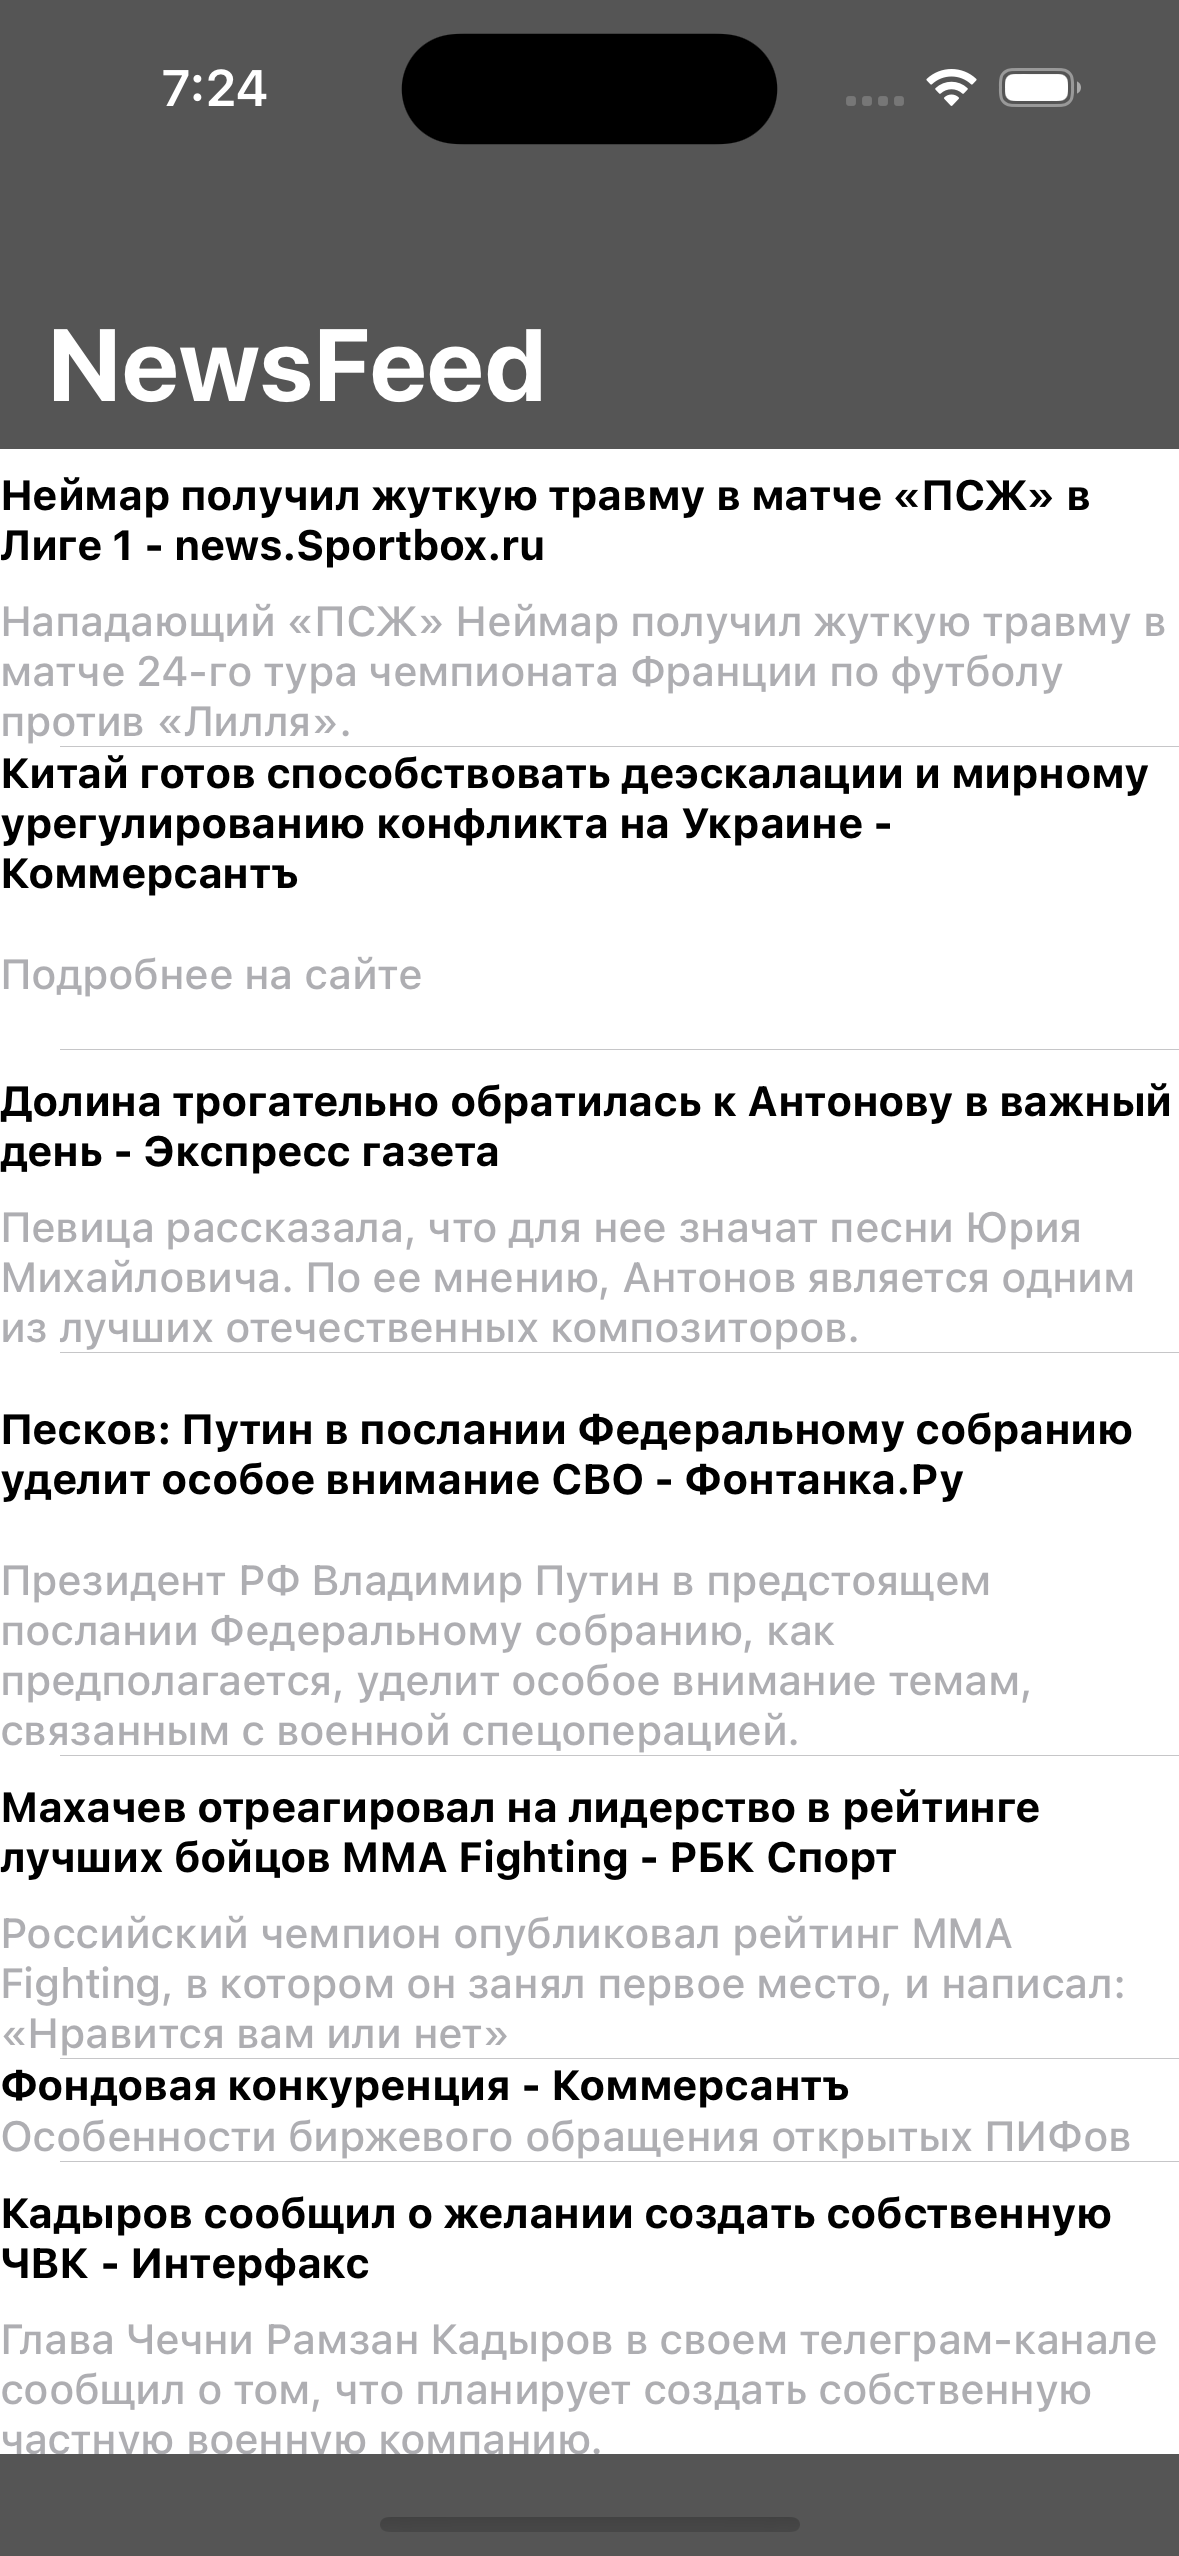 7:24
NewsFeed
Неймар получил жуткую травму в матче «ПСЖ» в
Лиге 1 - news.Sportbox.ru
Нападающий «ПСЖ» Неймар получил жуткую травму в
матче 24-го тура чемпионата Франции по футболу
против «Лилля».
Китай готов способствовать деэскалации и мирному
урегулированию конфликта на Украине -
Коммерсантъ
Подробнее на сайте
Долина трогательно обратилась к Антонову в важный
день - Экспресс газета
Певица рассказала, что для нее значат песни Юрия
Михайловича. По ее мнению, Антонов является одним
из лучших отечественных композиторов.
Песков: Путин в послании Федеральному собранию
уделит особое внимание СВО - Фонтанка.Ру
Президент РФ Владимир Путин в предстоящем
послании Федеральному собранию, как
предполагается, уделит особое внимание темам,
связанным с военной спецоперацией.
Махачев отреагировал на лидерство в рейтинге
лучших бойцов MMA Fighting - РБК Спорт
Российский чемпион опубликовал рейтинг MMA
Fighting, в котором он занял первое место, и написал:
«Нравится вам или нет»
Фондовая конкуренция - Коммерсантъ
Особенности биржевого обращения открытых ПИФов
Кадыров сообщил о желании создать собственную
ЧВК - Интерфакс
Глава Чечни Рамзан Кадыров в своем телеграм-канале
сообщил о том, что планирует создать собственную
частную военную компанию.